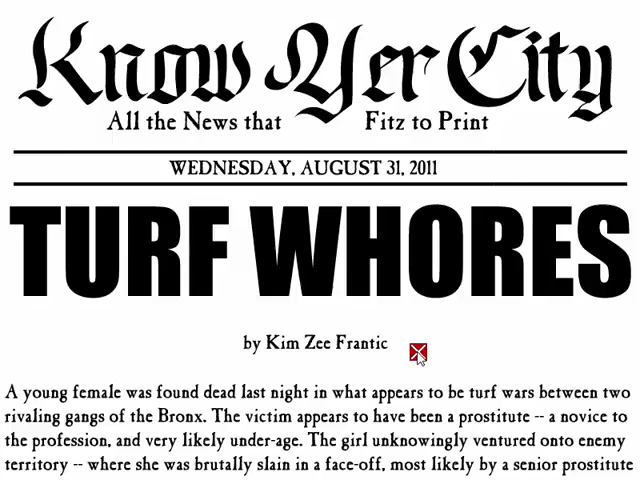 Know Yer City
All the News that Fitz to Print
WEDNESDAY, AUGUST 31, 2011
TURF WHORES
by Kim Zee Frantic
A young female was found dead last night in what appears to be turf wars between two
rivaling gangs of the Bronx. The victim appears to have been a prostitute -- a novice to
the profession, and very likely under-age. The girl unknowingly ventured onto enemy
territory -- where she was brutally slain in a face-off, most likely by a senior prostitute